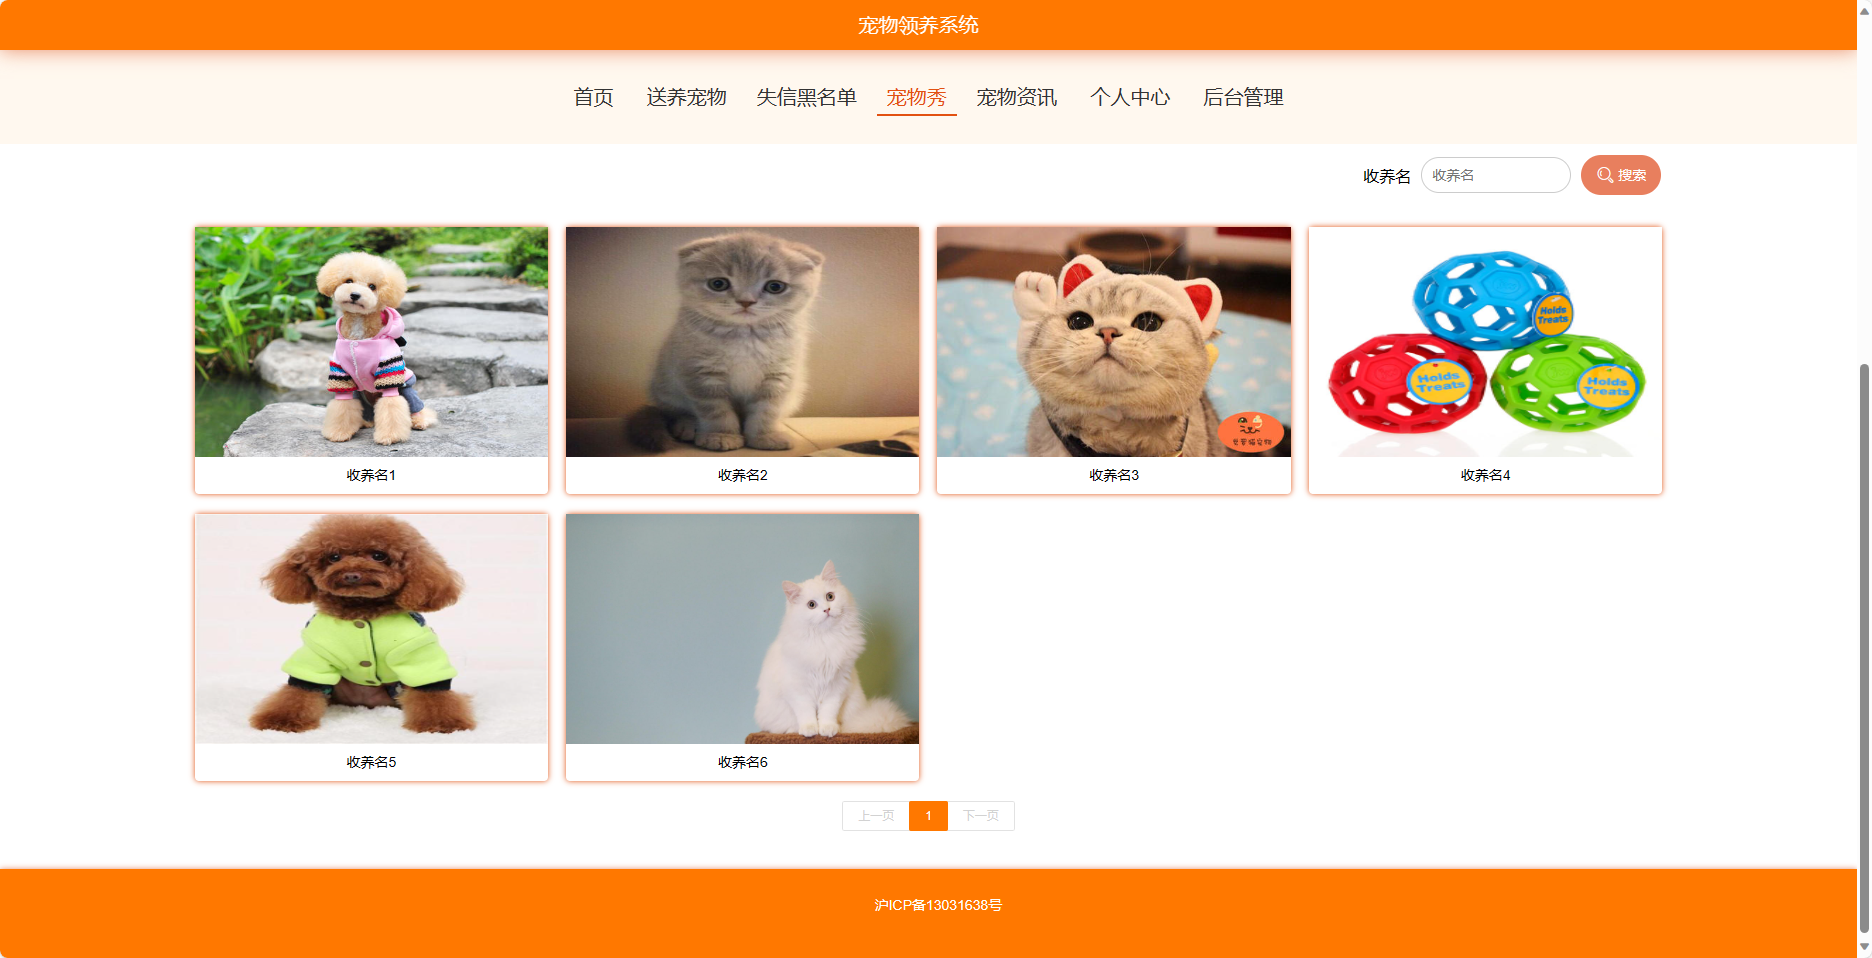 宠物领养系统
首页 送养宠物 失信黑名单 宠物秀 宠物资讯 个人中心 后台管理
收养名 收养名 搜索
Holds Treats
Holds Treats
Holds Treats
收养名1 收养名2 收养名3 收养名4
收养名5 收养名6
上一页 1 下一页
沪ICP备13031638号